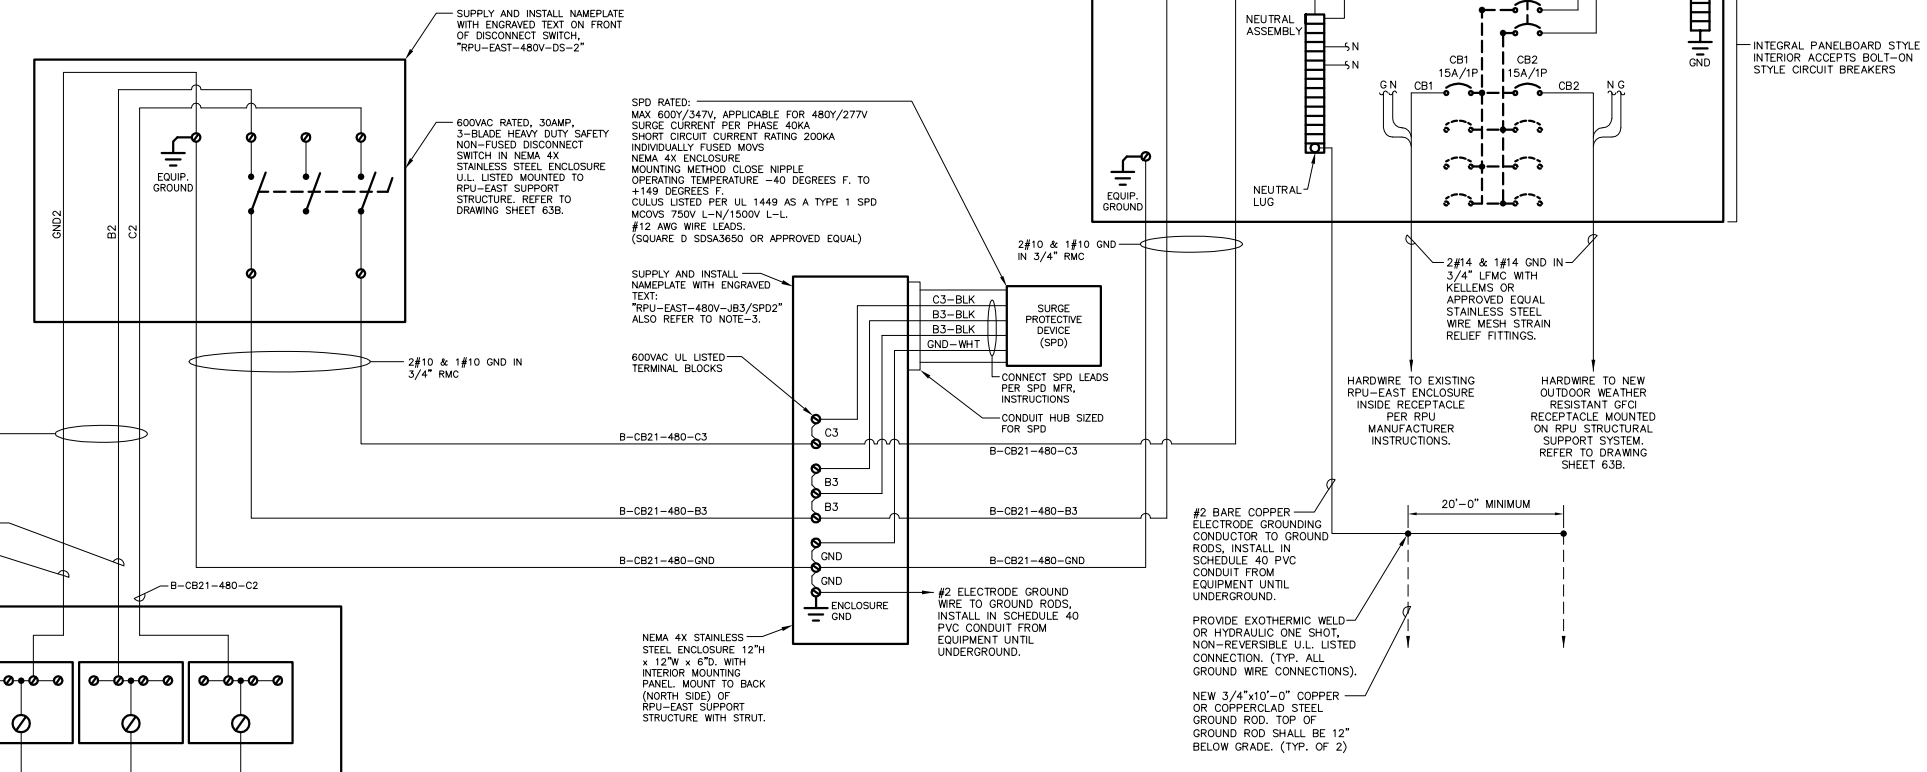 SUPPLY AND INSTALL NAMEPLATE
WITH ENGRAVED TEXT ON FRONT
OF DISCONNECT SWITCH,
"RPU-EAST-480V-DS-2"
600VAC RATED, 30AMP,
3-BLADE HEAVY DUTY SAFETY
NON-FUSED DISCONNECT
SWITCH IN NEMA 4X
STAINLESS STEEL ENCLOSURE
U.L. LISTED MOUNTED TO
RPU-EAST SUPPORT
STRUCTURE. REFER TO
DRAWING SHEET 63B.
EQUIP.
GROUND
GND2
B2
C2
2#10 & 1#10 GND IN
3/4" RMC
B-CB21-480-C2
SPD RATED:
MAX 600Y/347V, APPLICABLE FOR 480Y/277V
SURGE CURRENT PER PHASE 40KA
SHORT CIRCUIT CURRENT RATING 200KA
INDIVIDUALLY FUSED MOVS
NEMA 4X ENCLOSURE
MOUNTING METHOD CLOSE NIPPLE
OPERATING TEMPERATURE -40 DEGREES F. TO
+149 DEGREES F.
CULUS LISTED PER UL 1449 AS A TYPE 1 SPD
MCOVS 750V L-N/1500V L-L.
#12 AWG WIRE LEADS.
(SQUARE D SDSA3650 OR APPROVED EQUAL)
SUPPLY AND INSTALL
NAMEPLATE WITH ENGRAVED
TEXT:
"RPU-EAST-480V-JB3/SPD2"
ALSO REFER TO NOTE-3.
600VAC UL LISTED
TERMINAL BLOCKS
C3-BLK
B3-BLK
B3-BLK
GND-WHT
SURGE
PROTECTIVE
DEVICE
(SPD)
CONNECT SPD LEADS
PER SPD MFR,
INSTRUCTIONS
CONDUIT HUB SIZED
FOR SPD
C3
B3
B3
GND
GND
ENCLOSURE
GND
B-CB21-480-C3
B-CB21-480-B3
B-CB21-480-GND
B-CB21-480-C3
B-CB21-480-B3
B-CB21-480-GND
#2 ELECTRODE GROUND
WIRE TO GROUND RODS,
INSTALL IN SCHEDULE 40
PVC CONDUIT FROM
EQUIPMENT UNTIL
UNDERGROUND.
NEMA 4X STAINLESS
STEEL ENCLOSURE 12"H
x 12"W x 6"D. WITH
INTERIOR MOUNTING
PANEL. MOUNT TO BACK
(NORTH SIDE) OF
RPU-EAST SUPPORT
STRUCTURE WITH STRUT.
2#10 & 1#10 GND
IN 3/4" RMC
EQUIP.
GROUND
NEUTRAL
ASSEMBLY
N
N
NEUTRAL
LUG
CB1
15A/1P
CB2
15A/1P
G N
CB1
CB2
N G
GND
INTEGRAL PANELBOARD STYLE
INTERIOR ACCEPTS BOLT-ON
STYLE CIRCUIT BREAKERS
2#14 & 1#14 GND IN
3/4" LFMC WITH
KELLEMS OR
APPROVED EQUAL
STAINLESS STEEL
WIRE MESH STRAIN
RELIEF FITTINGS.
HARDWIRE TO EXISTING
RPU-EAST ENCLOSURE
INSIDE RECEPTACLE
PER RPU
MANUFACTURER
INSTRUCTIONS.
HARDWIRE TO NEW
OUTDOOR WEATHER
RESISTANT GFCI
RECEPTACLE MOUNTED
ON RPU STRUCTURAL
SUPPORT SYSTEM.
REFER TO DRAWING
SHEET 63B.
20'-0" MINIMUM
#2 BARE COPPER
ELECTRODE GROUNDING
CONDUCTOR TO GROUND
RODS, INSTALL IN
SCHEDULE 40 PVC
CONDUIT FROM
EQUIPMENT UNTIL
UNDERGROUND.
PROVIDE EXOTHERMIC WELD
OR HYDRAULIC ONE SHOT,
NON-REVERSIBLE U.L. LISTED
CONNECTION. (TYP. ALL
GROUND WIRE CONNECTIONS).
NEW 3/4"x10'-0" COPPER
OR COPPERCLAD STEEL
GROUND ROD. TOP OF
GROUND ROD SHALL BE 12"
BELOW GRADE. (TYP. OF 2)